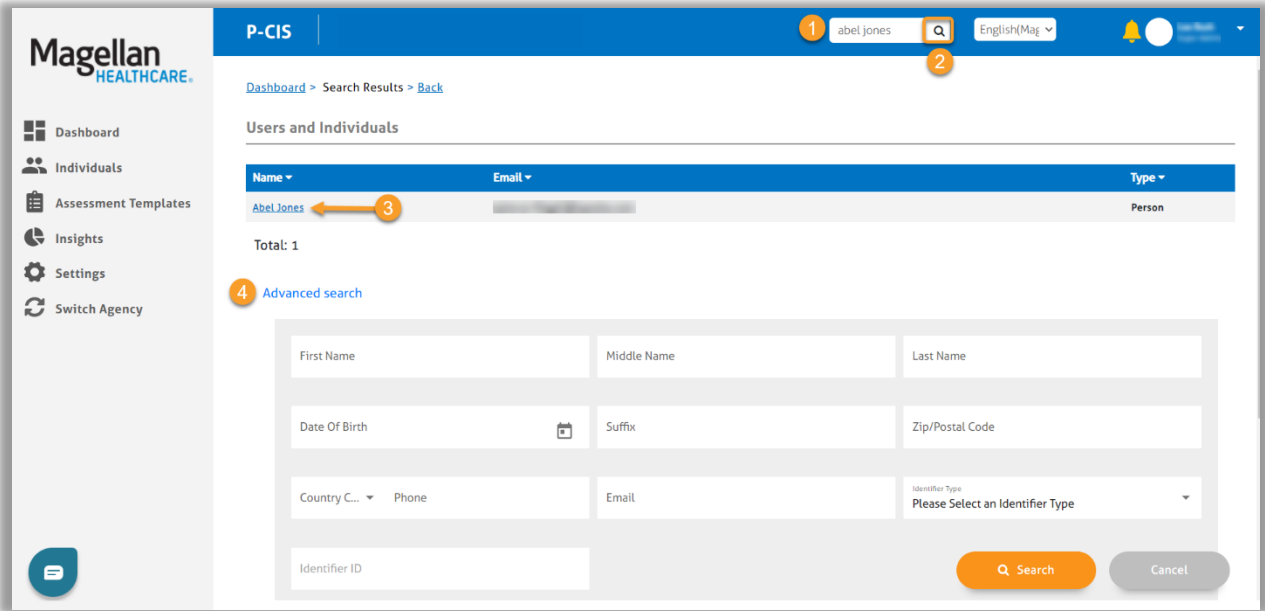 Magellan
HEALTHCARE®
P-CIS
1
abel jones
2
English(Mag
Dashboard > Search Results > Back
Dashboard
Individuals
Assessment Templates
Insights
Settings
Switch Agency
Users and Individuals
Name Email Type
Abel Jones 3 Person
Total: 1
4 Advanced search
First Name Middle Name Last Name
Date Of Birth Suffix Zip/Postal Code
Country C... Phone Email Identifier Type
Please Select an Identifier Type
Identifier ID Search Cancel